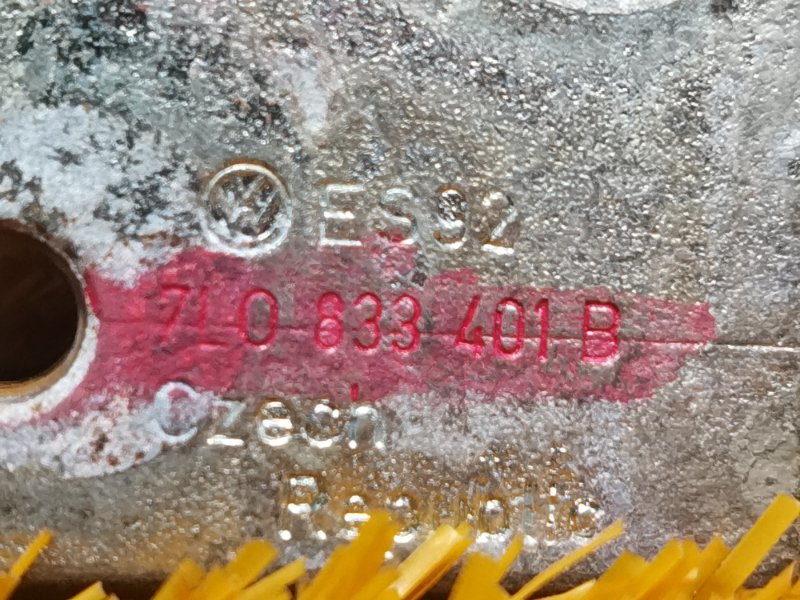 ES92
7L0 833 401 B
Czech
Republic